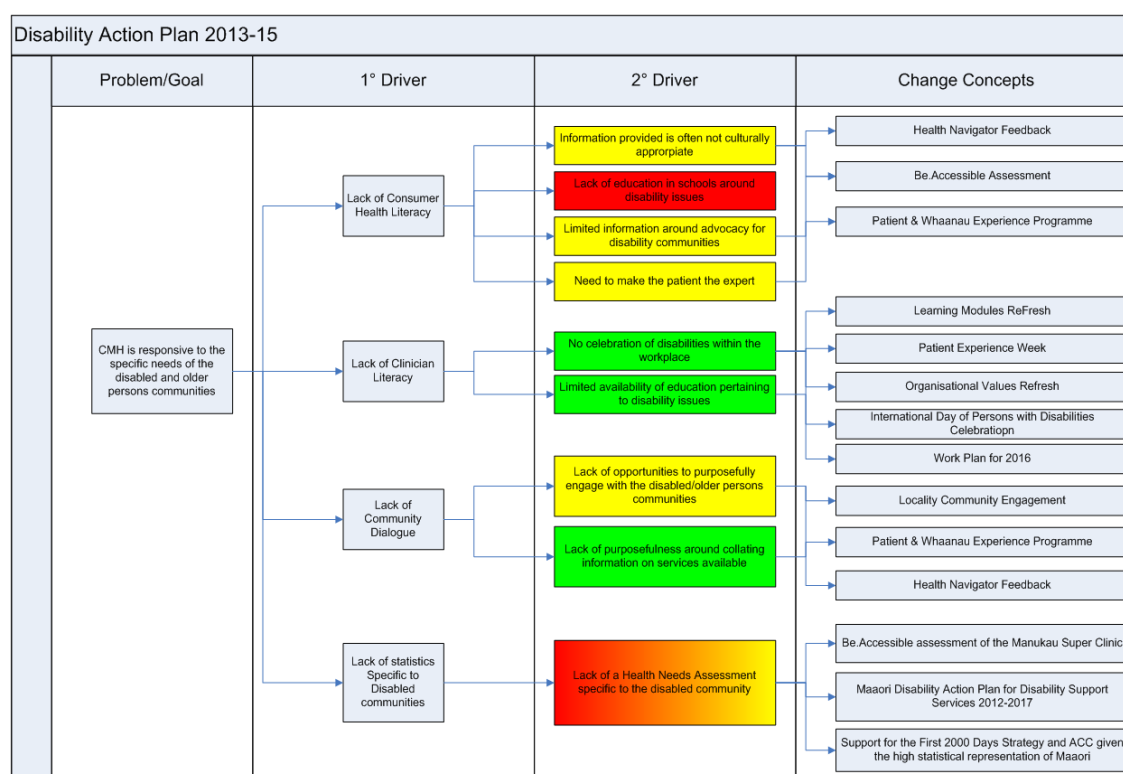 Disability Action Plan 2013-15
Problem/Goal
1° Driver
2° Driver
Change Concepts
CMH is responsive to the
specific needs of the
disabled and older
persons communities
Lack of Consumer
Health Literacy
Information provided is often not culturally
approrpiate
Lack of education in schools around
disability issues
Limited information around advocacy for
disability communities
Need to make the patient the expert
Health Navigator Feedback
Be.Accessible Assessment
Patient & Whaanau Experience Programme
Lack of Clinician
Literacy
No celebration of disabilities within the
workplace
Limited availability of education pertaining
to disability issues
Learning Modules ReFresh
Patient Experience Week
Organisational Values Refresh
International Day of Persons with Disabilities
Celebratiopn
Work Plan for 2016
Lack of
Community
Dialogue
Lack of opportunities to purposefully
engage with the disabled/older persons
communities
Lack of purposefulness around collating
information on services available
Locality Community Engagement
Patient & Whaanau Experience Programme
Health Navigator Feedback
Lack of statistics
Specific to
Disabled
communities
Lack of a Health Needs Assessment
specific to the disabled community
Be.Accessible assessment of the Manukau Super Clinic
Maaori Disability Action Plan for Disability Support
Services 2012-2017
Support for the First 2000 Days Strategy and ACC given
the high statistical representation of Maaori